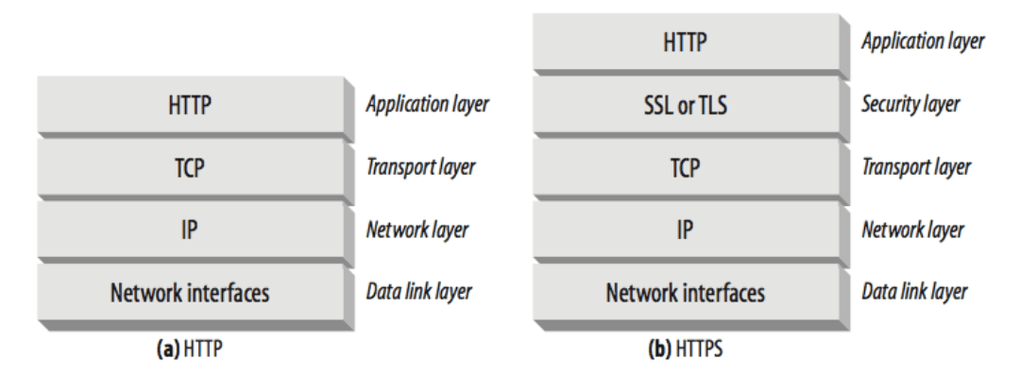 HTTP
Application layer
TCP
Transport layer
IP
Network layer
Network interfaces
Data link layer
(a) HTTP
HTTP
Application layer
SSL or TLS
Security layer
TCP
Transport layer
IP
Network layer
Network interfaces
Data link layer
(b) HTTPS